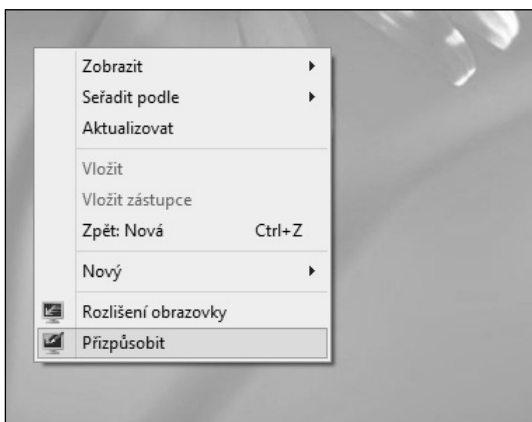 Zobrazit
Seřadit podle
Aktualizovat
Vložit
Vložit zástupce
Zpět: Nová Ctrl+Z
Nový
Rozlišení obrazovky
Přizpůsobit